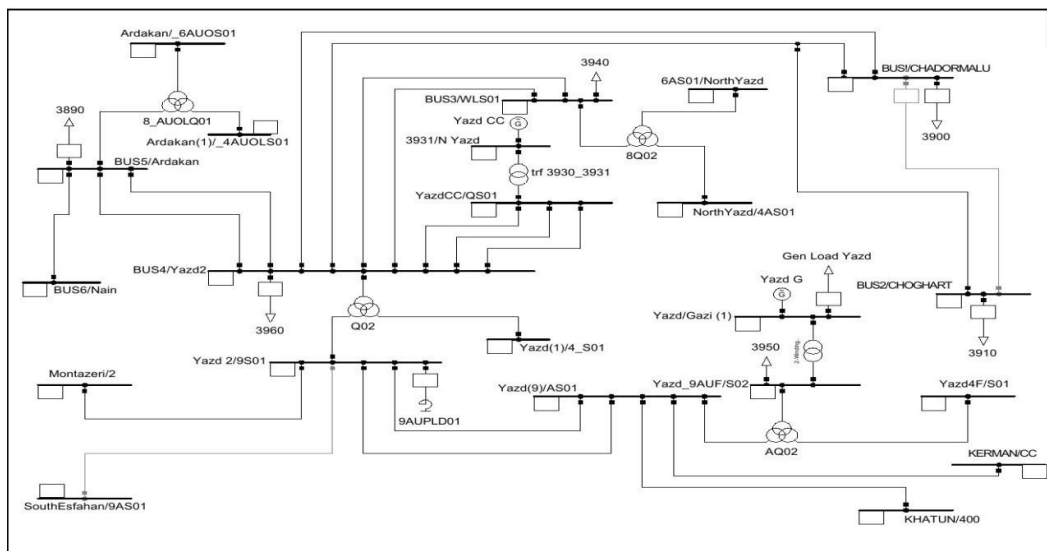 Ardakan/_6AUOS01
8_AUOLQ01
3890
Ardakan(1)/_4AUOLS01
BUS5/Ardakan
BUS6/Nain
3940
BUS3/WLS01
Yazd CC
G
3931/N Yazd
trf 3930_3931
YazdCC/QS01
6AS01/NorthYazd
8Q02
NorthYazd/4AS01
BUS!/CHADORMALU
3900
BUS4/Yazd2
3960
Q02
Yazd(1)/4_S01
Gen Load Yazd
Yazd G
G
Yazd/Gazi (1)
BUS2/CHOGHART
3910
Yazd 2/9S01
Montazeri/2
9AUPLD01
3950
Yazd(9)/AS01
Yazd_9AUF/S02
Yazd4F/S01
AQ02
KERMAN/CC
SouthEsfahan/9AS01
KHATUN/400